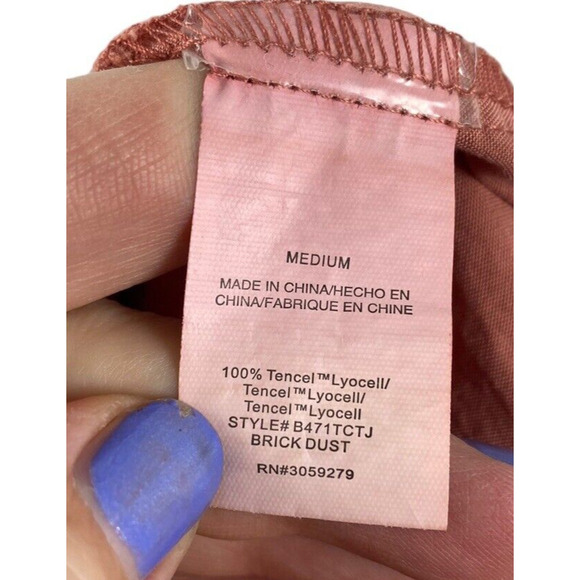 MEDIUM
MADE IN CHINA/HECHO EN
CHINA/FABRIQUE EN CHINE
100% Tencel™Lyocell/
Tencel™Lyocell/
Tencel™Lyocell
STYLE# B471TCTJ
BRICK DUST
RN#3059279